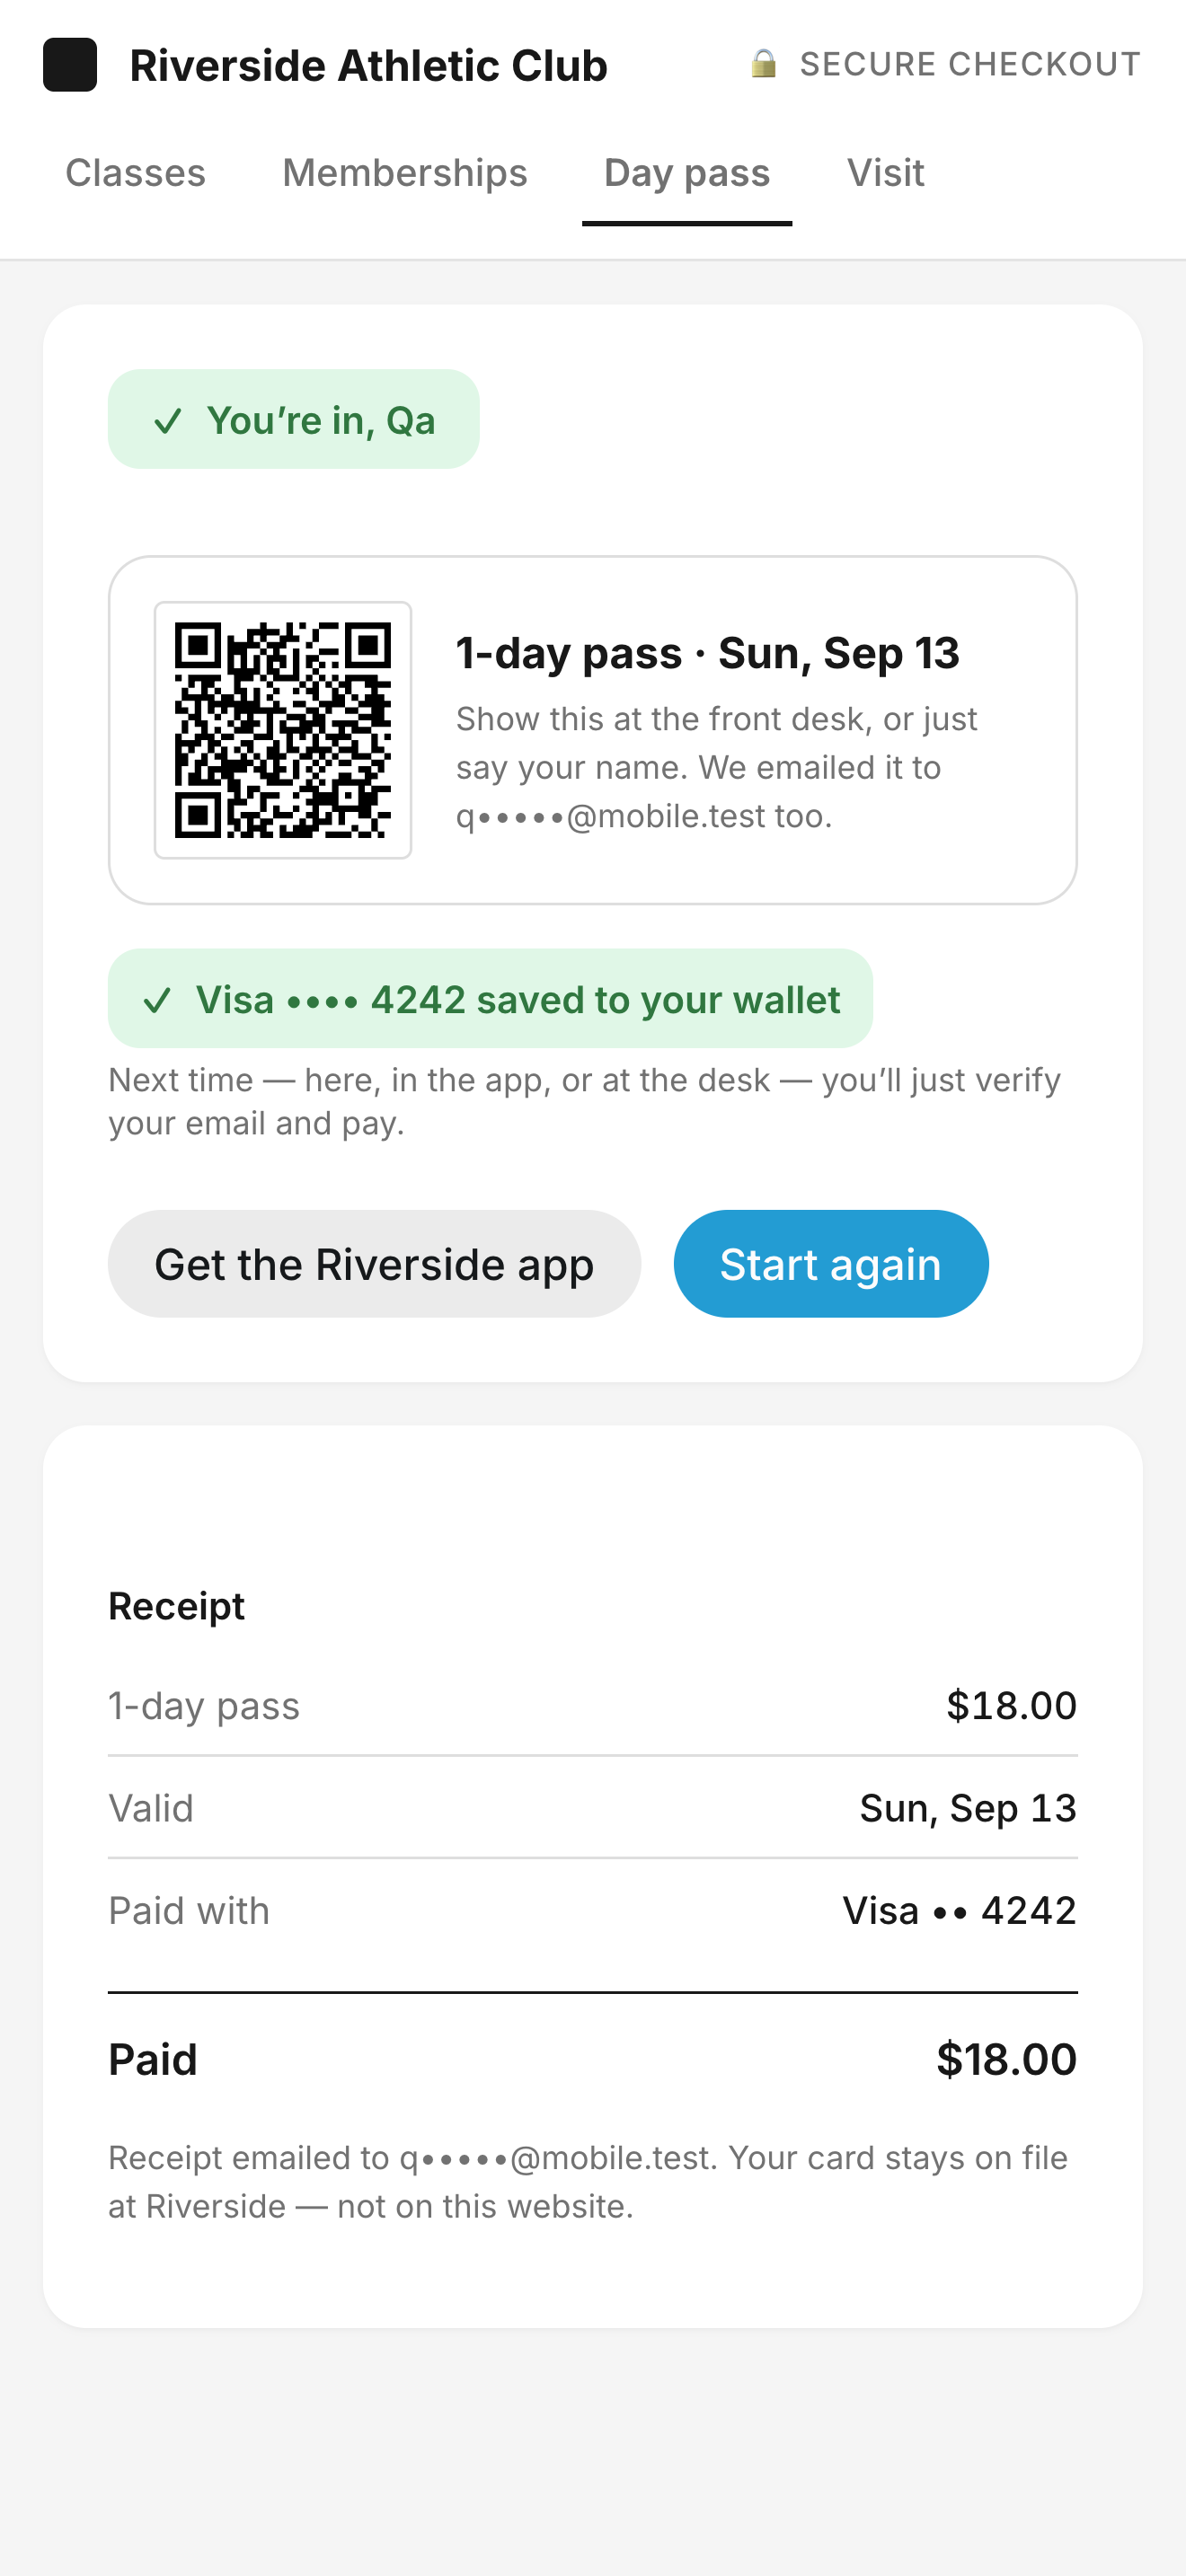 Riverside Athletic Club
🔒 SECURE CHECKOUT
Classes Memberships Day pass Visit
✓ You’re in, Qa
1-day pass · Sun, Sep 13
Show this at the front desk, or just
say your name. We emailed it to
q•••••@mobile.test too.
✓ Visa •••• 4242 saved to your wallet
Next time — here, in the app, or at the desk — you’ll just verify
your email and pay.
Get the Riverside app
Start again
Receipt
1-day pass $18.00
Valid Sun, Sep 13
Paid with Visa •• 4242
Paid $18.00
Receipt emailed to q•••••@mobile.test. Your card stays on file
at Riverside — not on this website.